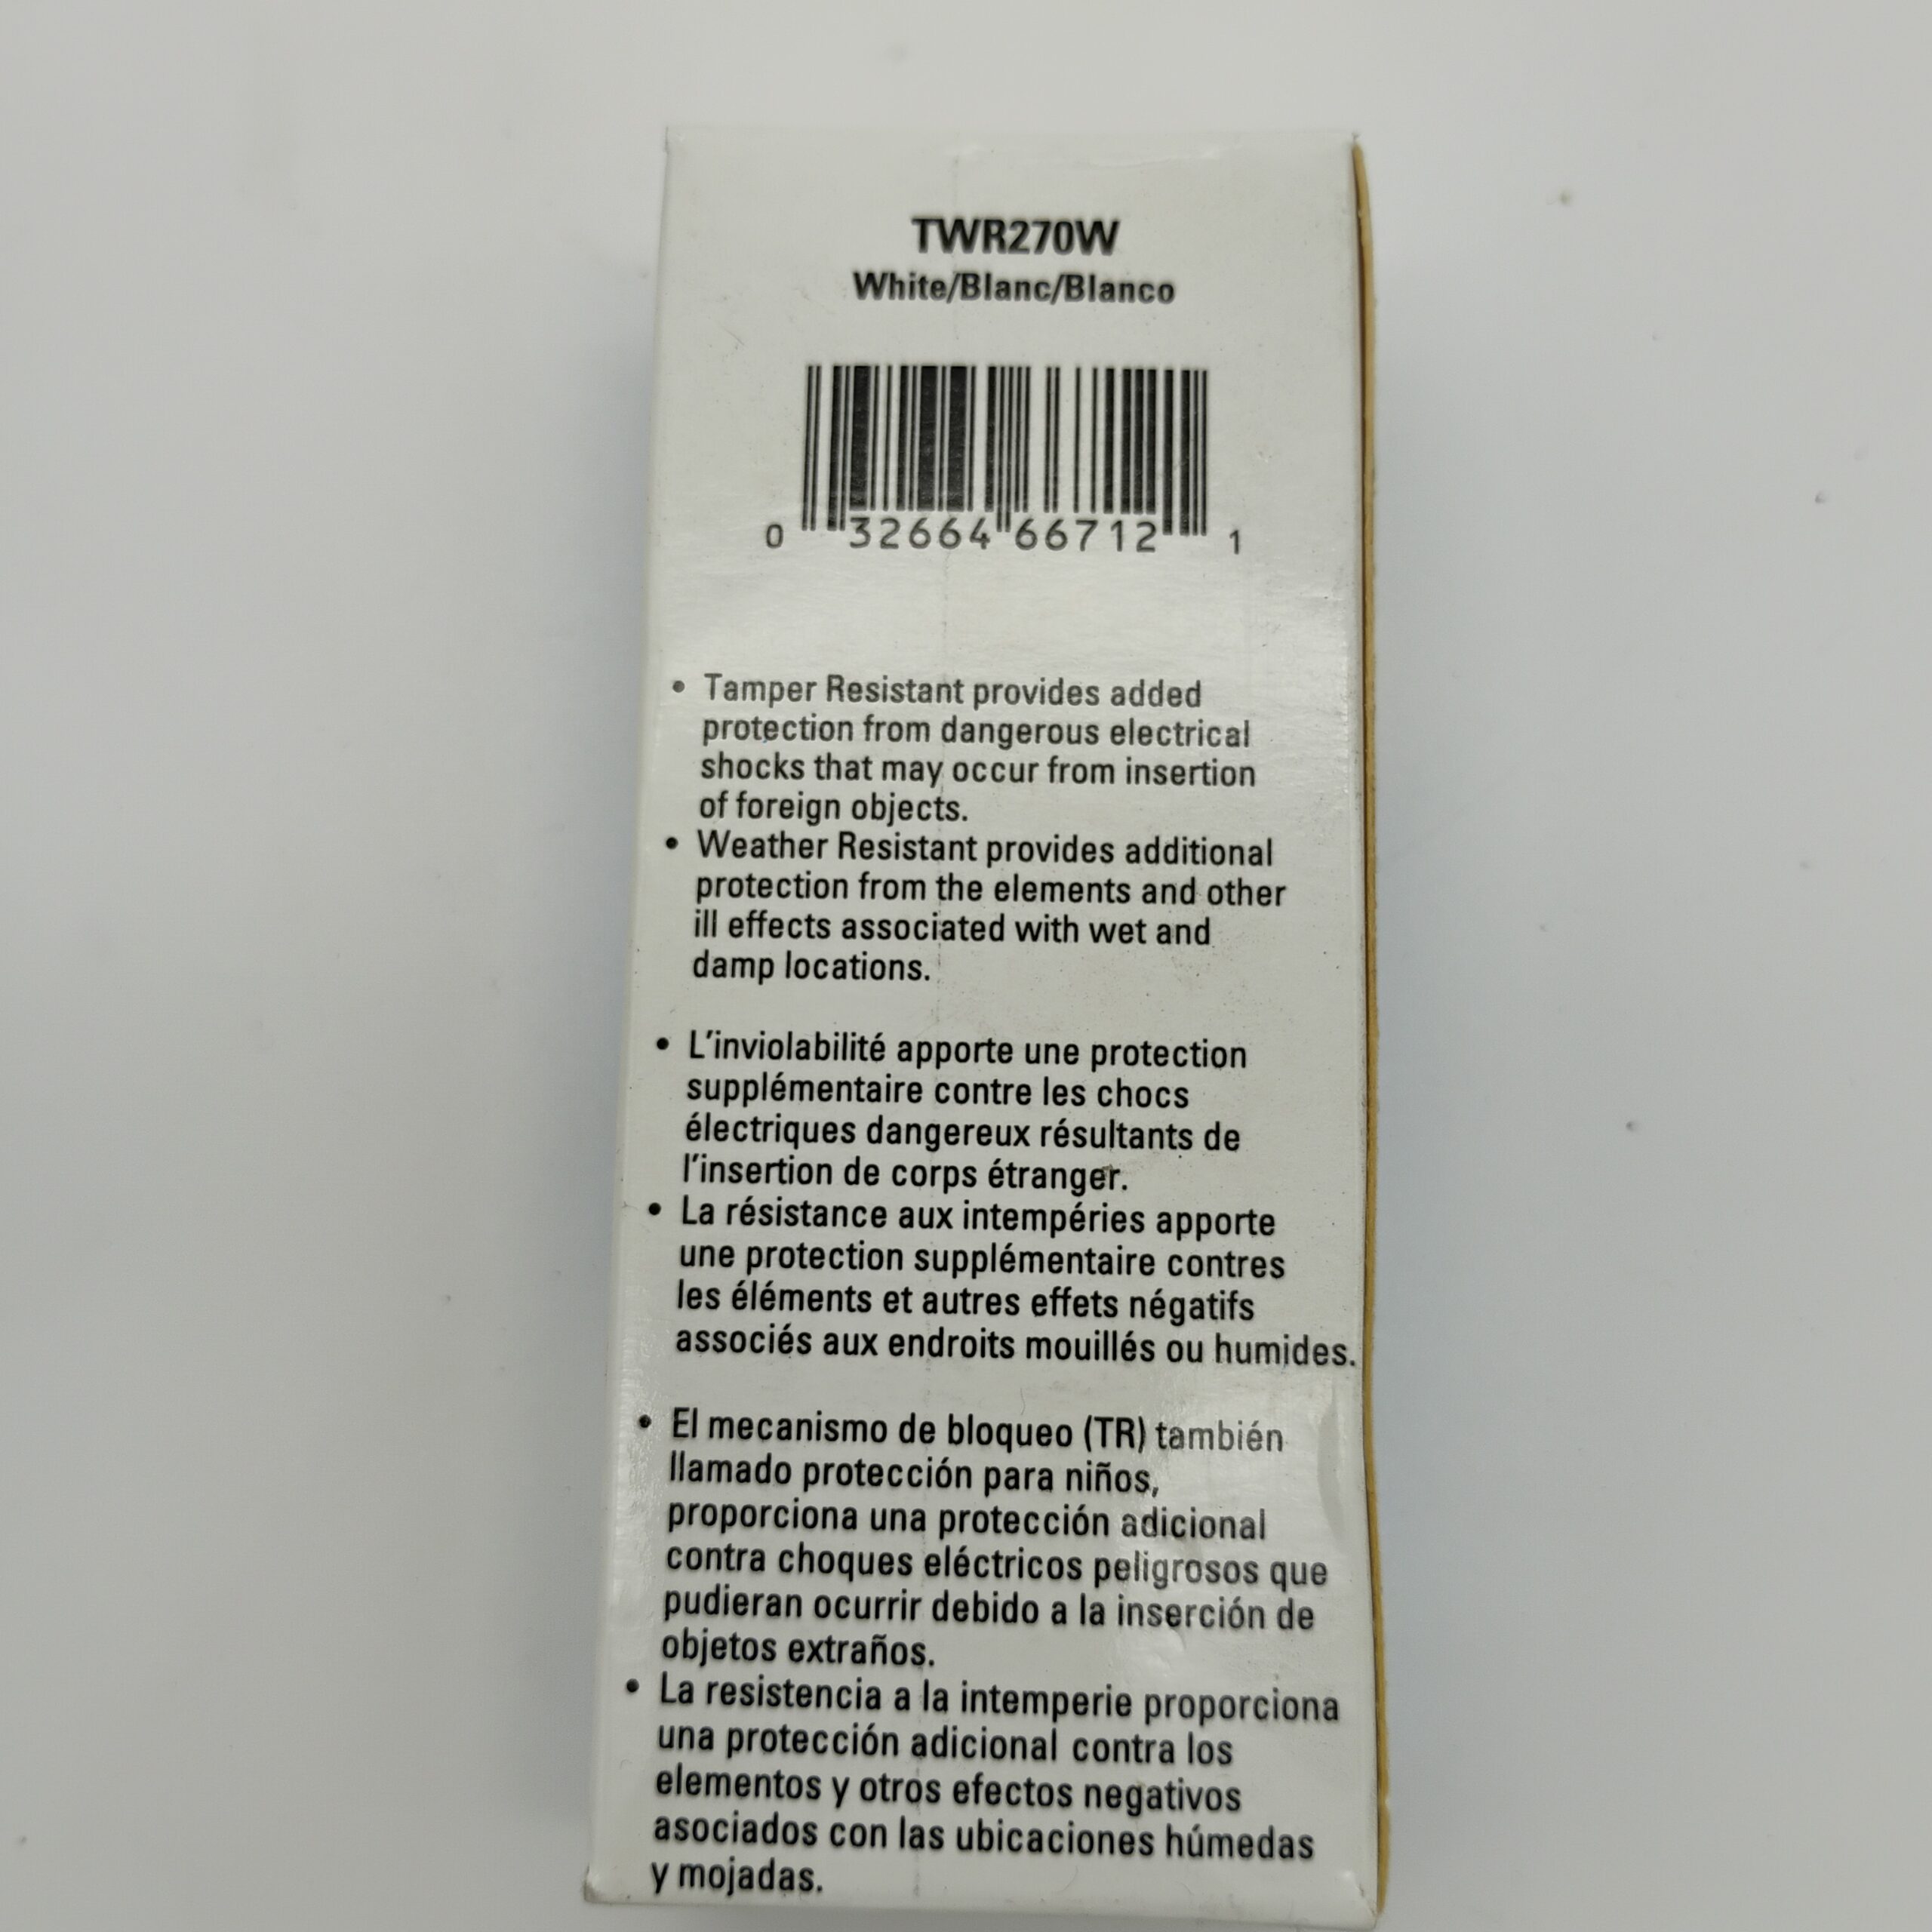 TWR270W
White/Blanc/Blanco
0 32664 66712 1
• Tamper Resistant provides added
protection from dangerous electrical
shocks that may occur from insertion
of foreign objects.
• Weather Resistant provides additional
protection from the elements and other
ill effects associated with wet and
damp locations.
• L'inviolabilité apporte une protection
supplémentaire contre les chocs
électriques dangereux résultants de
l'insertion de corps étranger.
• La résistance aux intempéries apporte
une protection supplémentaire contres
les éléments et autres effets négatifs
associés aux endroits mouillés ou humides.
• El mecanismo de bloqueo (TR) también
llamado protección para niños,
proporciona una protección adicional
contra choques eléctricos peligrosos que
pudieran ocurrir debido a la inserción de
objetos extraños.
• La resistencia a la intemperie proporciona
una protección adicional contra los
elementos y otros efectos negativos
asociados con las ubicaciones húmedas
y mojadas.